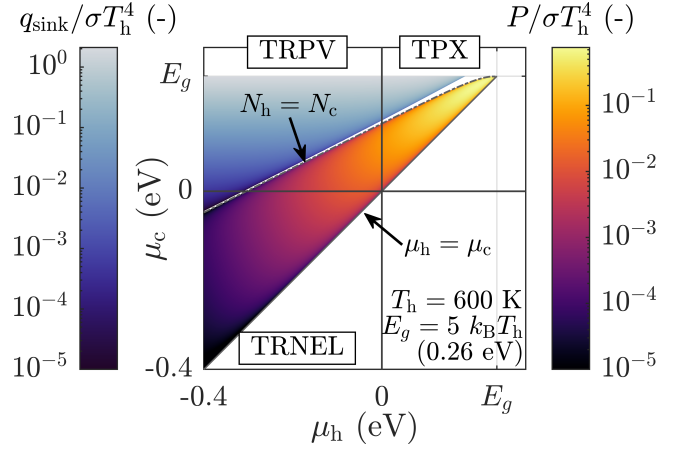 q_sink/σT_h^4 (-)
P/σT_h^4 (-)
TRPV
TPX
10^0
10^-1
10^-2
10^-3
10^-4
10^-5
E_g
0
-0.4
μ_c (eV)
N_h = N_c
μ_h = μ_c
T_h = 600 K
E_g = 5 k_BT_h
(0.26 eV)
TRNEL
-0.4
0
E_g
μ_h (eV)
10^-1
10^-2
10^-3
10^-4
10^-5